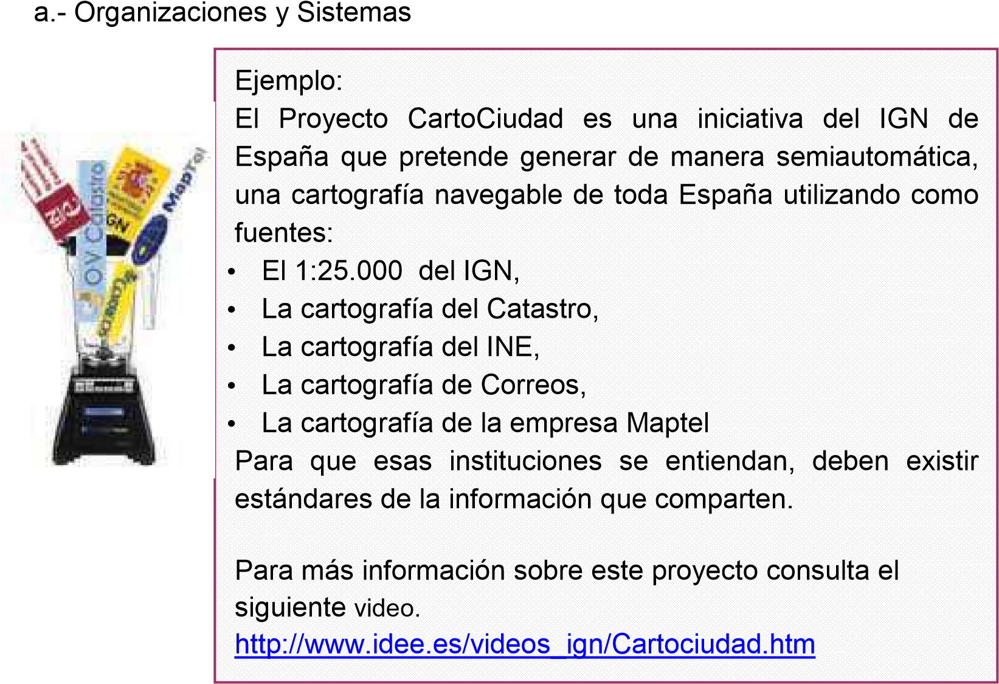 a.- Organizaciones y Sistemas
Ejemplo:
El Proyecto CartoCiudad es una iniciativa del IGN de
España que pretende generar de manera semiautomática,
una cartografía navegable de toda España utilizando como
fuentes:
• El 1:25.000 del IGN,
• La cartografía del Catastro,
• La cartografía del INE,
• La cartografía de Correos,
• La cartografía de la empresa Maptel
Para que esas instituciones se entiendan, deben existir
estándares de la información que comparten.
Para más información sobre este proyecto consulta el
siguiente video.
http://www.idee.es/videos_ign/Cartociudad.htm
OV Catastro
IGN
MapTel